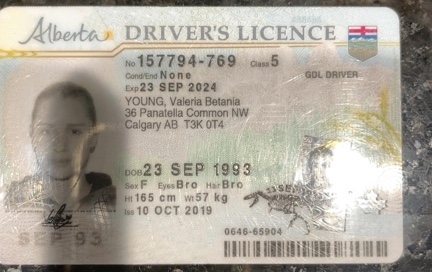 Alberta DRIVER'S LICENCE
No 157794-769 Class 5
Cond/End None GDL DRIVER
Exp 23 SEP 2024
YOUNG, Valeria Betania
36 Panatella Common NW
Calgary AB T3K 0T4
DOB 23 SEP 1993
Sex F Eyes Bro Hair Bro
Ht 165 cm Wt 57 kg
Iss 10 OCT 2019
SEP 93
0646-65904